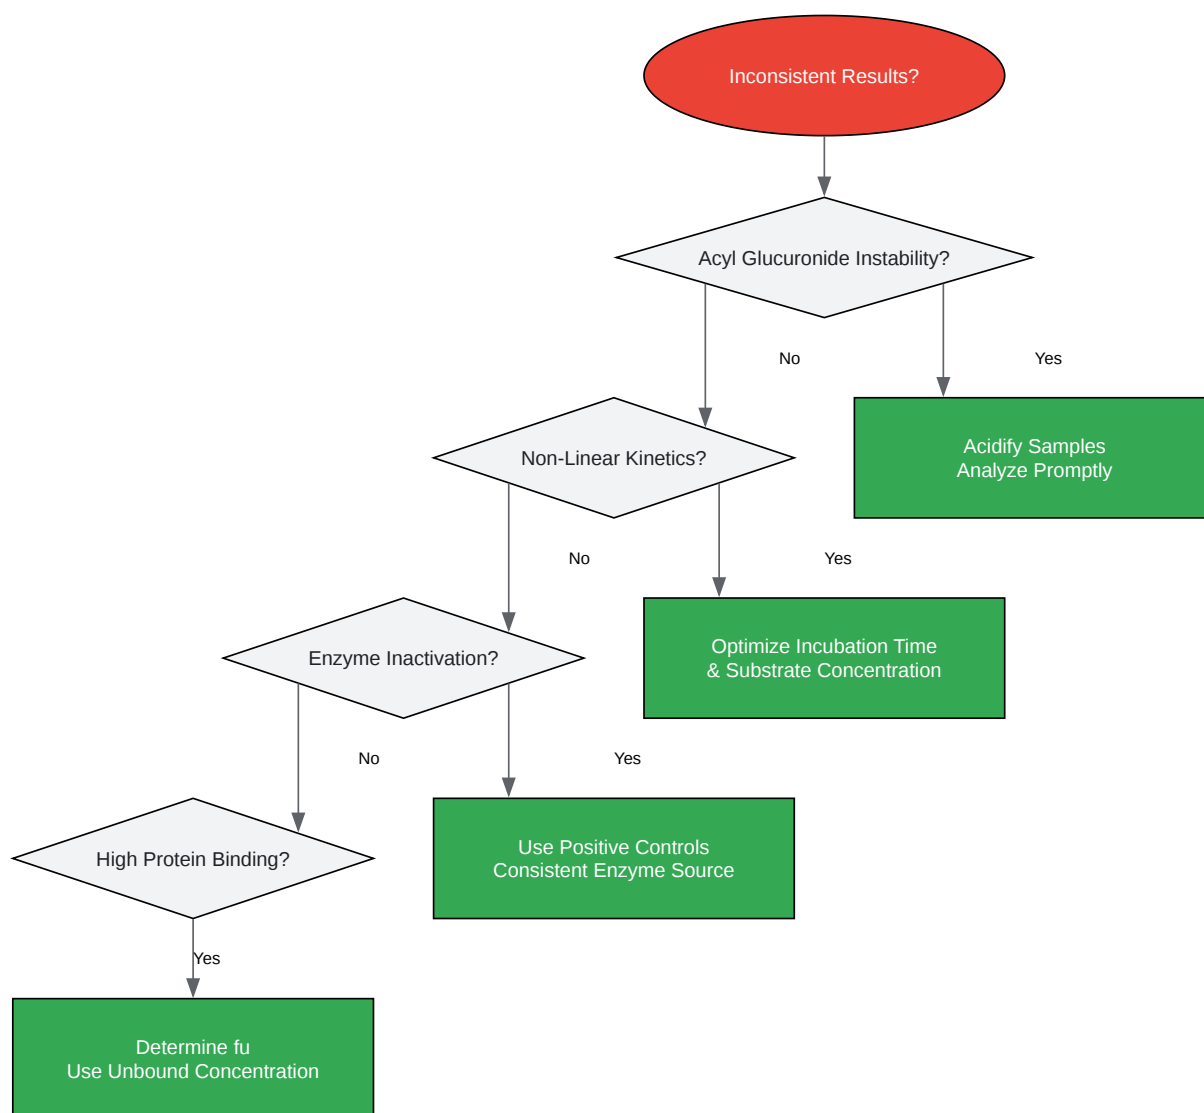 Inconsistent Results?
Acyl Glucuronide Instability?
No
Yes
Non-Linear Kinetics?
Acidify Samples
Analyze Promptly
No
Yes
Enzyme Inactivation?
Optimize Incubation Time
& Substrate Concentration
No
Yes
High Protein Binding?
Use Positive Controls
Consistent Enzyme Source
Yes
Determine fu
Use Unbound Concentration